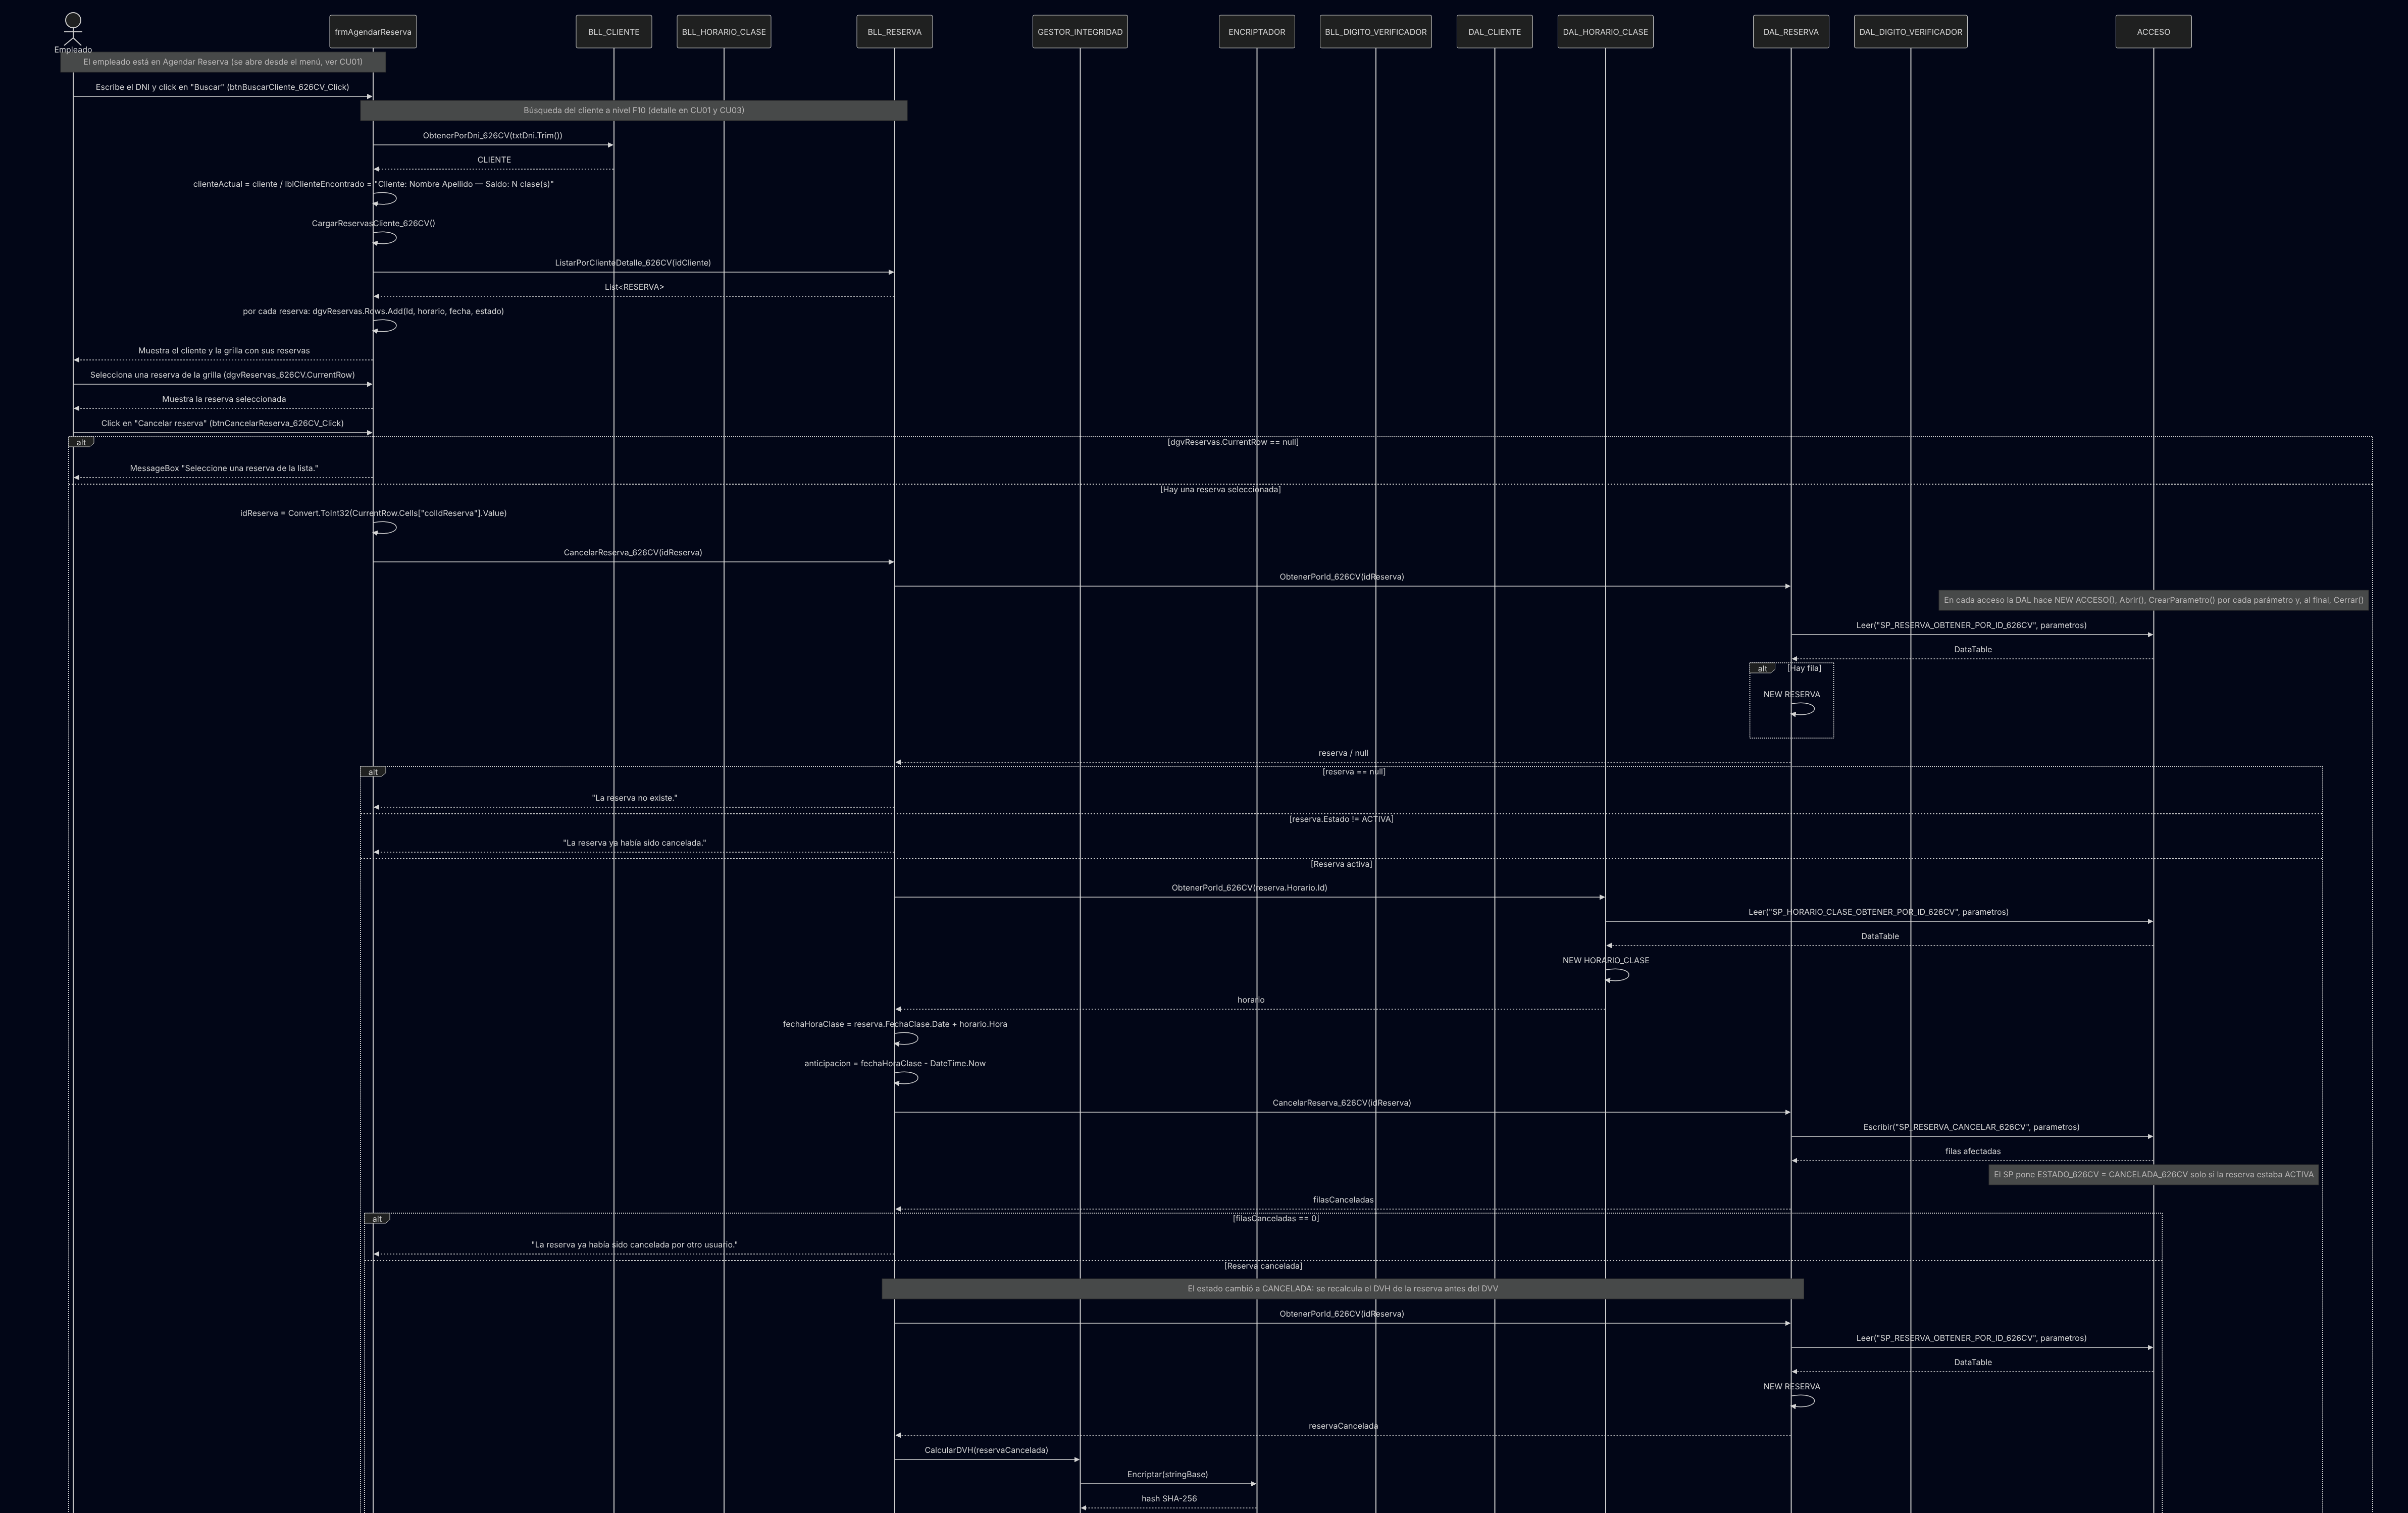 Empleado
frmAgendarReserva
BLL_CLIENTE
BLL_HORARIO_CLASE
BLL_RESERVA
GESTOR_INTEGRIDAD
ENCRIPTADOR
BLL_DIGITO_VERIFICADOR
DAL_CLIENTE
DAL_HORARIO_CLASE
DAL_RESERVA
DAL_DIGITO_VERIFICADOR
ACCESO
El empleado está en Agendar Reserva (se abre desde el menú, ver CU01)
Escribe el DNI y click en "Buscar" (btnBuscarCliente_626CV_Click)
Búsqueda del cliente a nivel F10 (detalle en CU01 y CU03)
ObtenerPorDni_626CV(txtDni.Trim())
CLIENTE
clienteActual = cliente / lblClienteEncontrado = "Cliente: Nombre Apellido — Saldo: N clase(s)"
CargarReservasCliente_626CV()
ListarPorClienteDetalle_626CV(idCliente)
List<RESERVA>
por cada reserva: dgvReservas.Rows.Add(Id, horario, fecha, estado)
Muestra el cliente y la grilla con sus reservas
Selecciona una reserva de la grilla (dgvReservas_626CV.CurrentRow)
Muestra la reserva seleccionada
Click en "Cancelar reserva" (btnCancelarReserva_626CV_Click)
alt
[dgvReservas.CurrentRow == null]
MessageBox "Seleccione una reserva de la lista."
[Hay una reserva seleccionada]
idReserva = Convert.ToInt32(CurrentRow.Cells["colIdReserva"].Value)
CancelarReserva_626CV(idReserva)
ObtenerPorId_626CV(idReserva)
En cada acceso la DAL hace NEW ACCESO(), Abrir(), CrearParametro() por cada parámetro y, al final, Cerrar()
Leer("SP_RESERVA_OBTENER_POR_ID_626CV", parametros)
DataTable
alt
[Hay fila]
NEW RESERVA
reserva / null
alt
[reserva == null]
"La reserva no existe."
[reserva.Estado != ACTIVA]
"La reserva ya había sido cancelada."
[Reserva activa]
ObtenerPorId_626CV(reserva.Horario.Id)
Leer("SP_HORARIO_CLASE_OBTENER_POR_ID_626CV", parametros)
DataTable
NEW HORARIO_CLASE
horario
fechaHoraClase = reserva.FechaClase.Date + horario.Hora
anticipacion = fechaHoraClase - DateTime.Now
CancelarReserva_626CV(idReserva)
Escribir("SP_RESERVA_CANCELAR_626CV", parametros)
filas afectadas
El SP pone ESTADO_626CV = CANCELADA_626CV solo si la reserva estaba ACTIVA
filasCanceladas
alt
[filasCanceladas == 0]
"La reserva ya había sido cancelada por otro usuario."
[Reserva cancelada]
El estado cambió a CANCELADA: se recalcula el DVH de la reserva antes del DVV
ObtenerPorId_626CV(idReserva)
Leer("SP_RESERVA_OBTENER_POR_ID_626CV", parametros)
DataTable
NEW RESERVA
reservaCancelada
CalcularDVH(reservaCancelada)
Encriptar(stringBase)
hash SHA-256